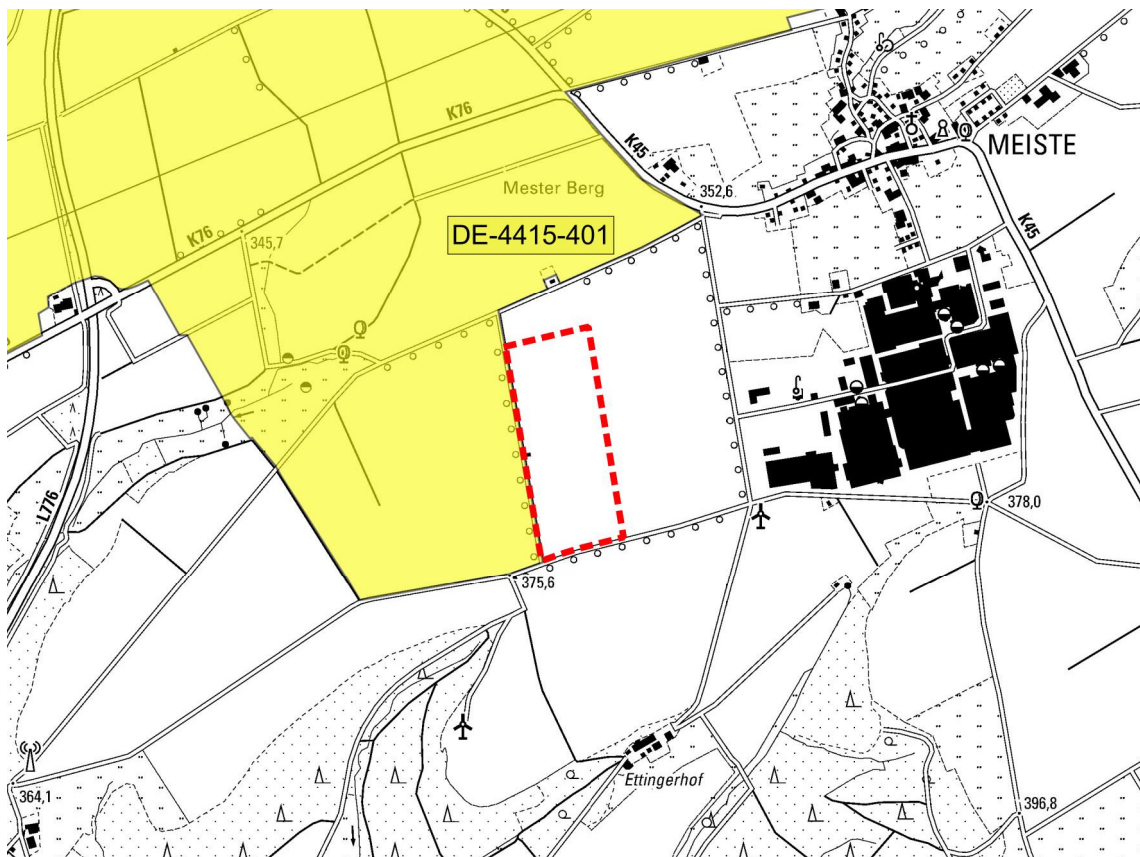 K76
K45
MEISTE
Mester Berg
352,6
K76
345,7
DE-4415-401
K45
L776
378,0
375,6
Ettingerhof
364,1
396,8